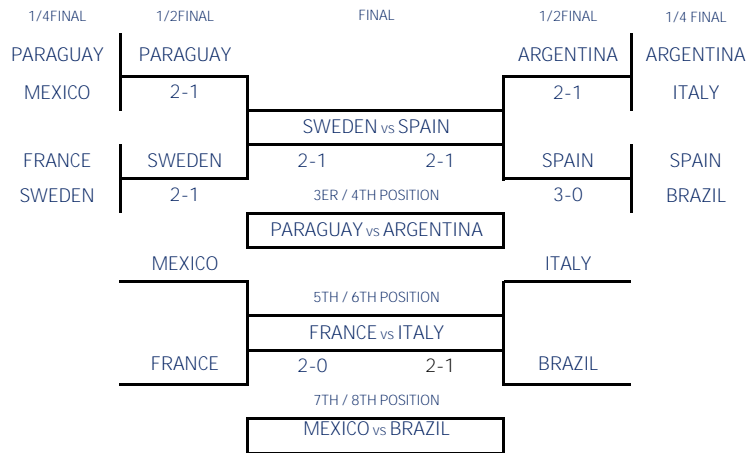 1/4FINAL 1/2FINAL FINAL 1/2FINAL 1/4 FINAL
PARAGUAY PARAGUAY ARGENTINA ARGENTINA
MEXICO 2-1 2-1 ITALY
SWEDEN vs SPAIN
FRANCE SWEDEN 2-1 2-1 SPAIN SPAIN
SWEDEN 2-1 3ER / 4TH POSITION 3-0 BRAZIL
PARAGUAY vs ARGENTINA
MEXICO ITALY
5TH / 6TH POSITION
FRANCE vs ITALY
FRANCE 2-0 2-1 BRAZIL
7TH / 8TH POSITION
MEXICO vs BRAZIL